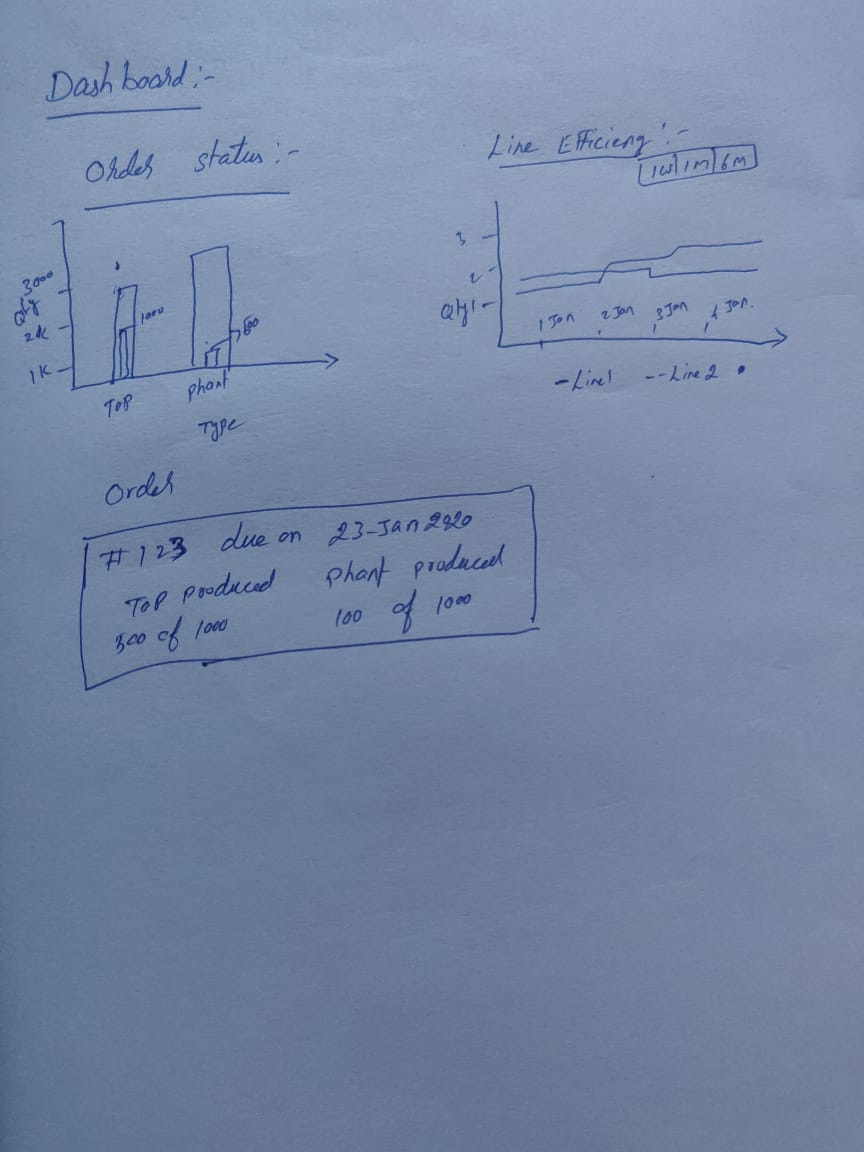 Dashboard :-
Order status :-
3000
Qty
2K
1K
1000
500
Top
Phant
Type
Line Efficieny :-
1W 1M 6M
3
2
Qty 1
1 Jan 2 Jan 3 Jan 4 Jan.
- Line1 -- Line 2
Order
# 123 due on 23-Jan 2020
Top produced Phant produced
300 of 1000 100 of 1000